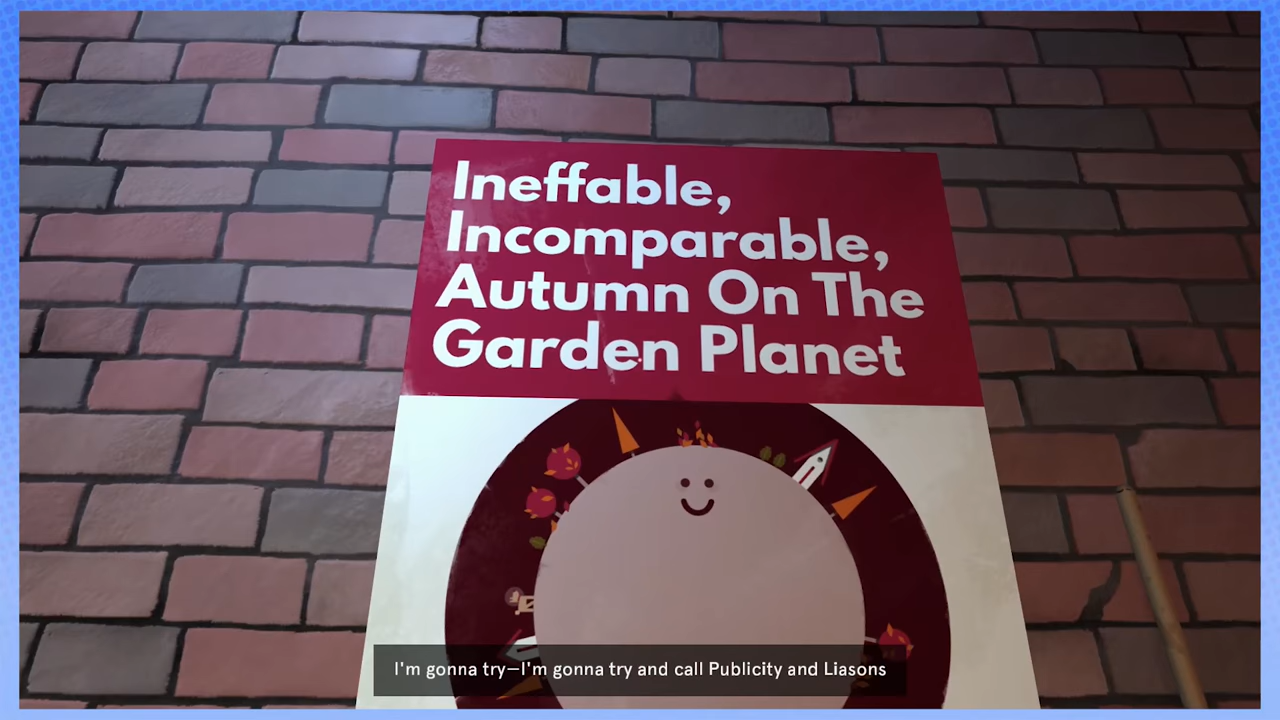 Ineffable,
Incomparable,
Autumn On The
Garden Planet
I'm gonna try—I'm gonna try and call Publicity and Liasons